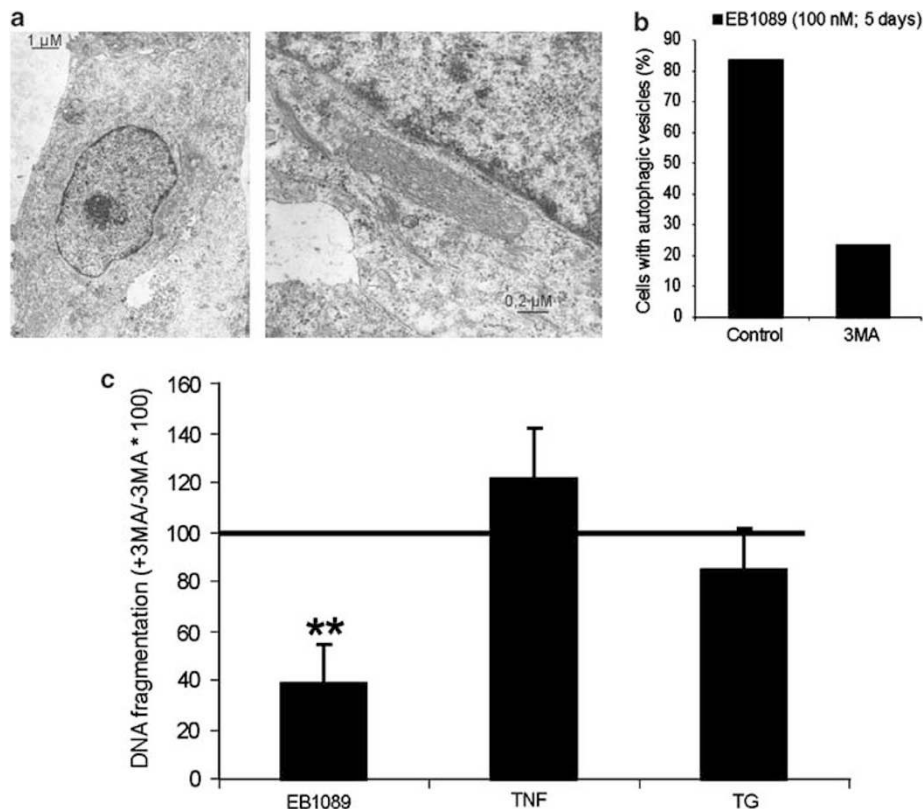 a
1 µM
0.2 µM
b
EB1089 (100 nM; 5 days)
Cells with autophagic vesicles (%)
90
80
70
60
50
40
30
20
10
0
Control 3MA
c
DNA fragmentation (+3MA/-3MA * 100)
160
140
120
100
80
60
40
20
0
**
EB1089 TNF TG